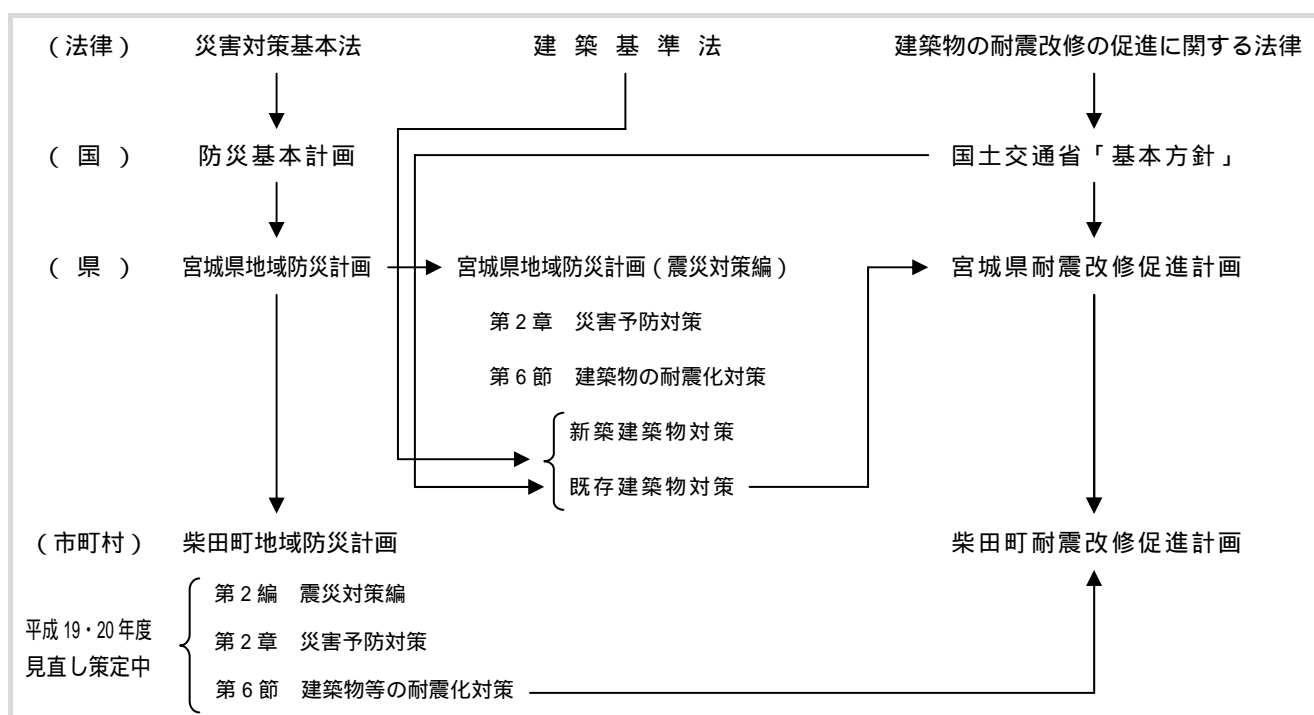 (法律) 災害対策基本法 建築基準法 建築物の耐震改修の促進に関する法律
(国) 防災基本計画 国土交通省「基本方針」
(県) 宮城県地域防災計画 宮城県地域防災計画(震災対策編) 宮城県耐震改修促進計画
第2章 災害予防対策
第6節 建築物の耐震化対策
新築建築物対策
既存建築物対策
(市町村) 柴田町地域防災計画 柴田町耐震改修促進計画
第2編 震災対策編
平成19・20年度
見直し策定中
第2章 災害予防対策
第6節 建築物等の耐震化対策